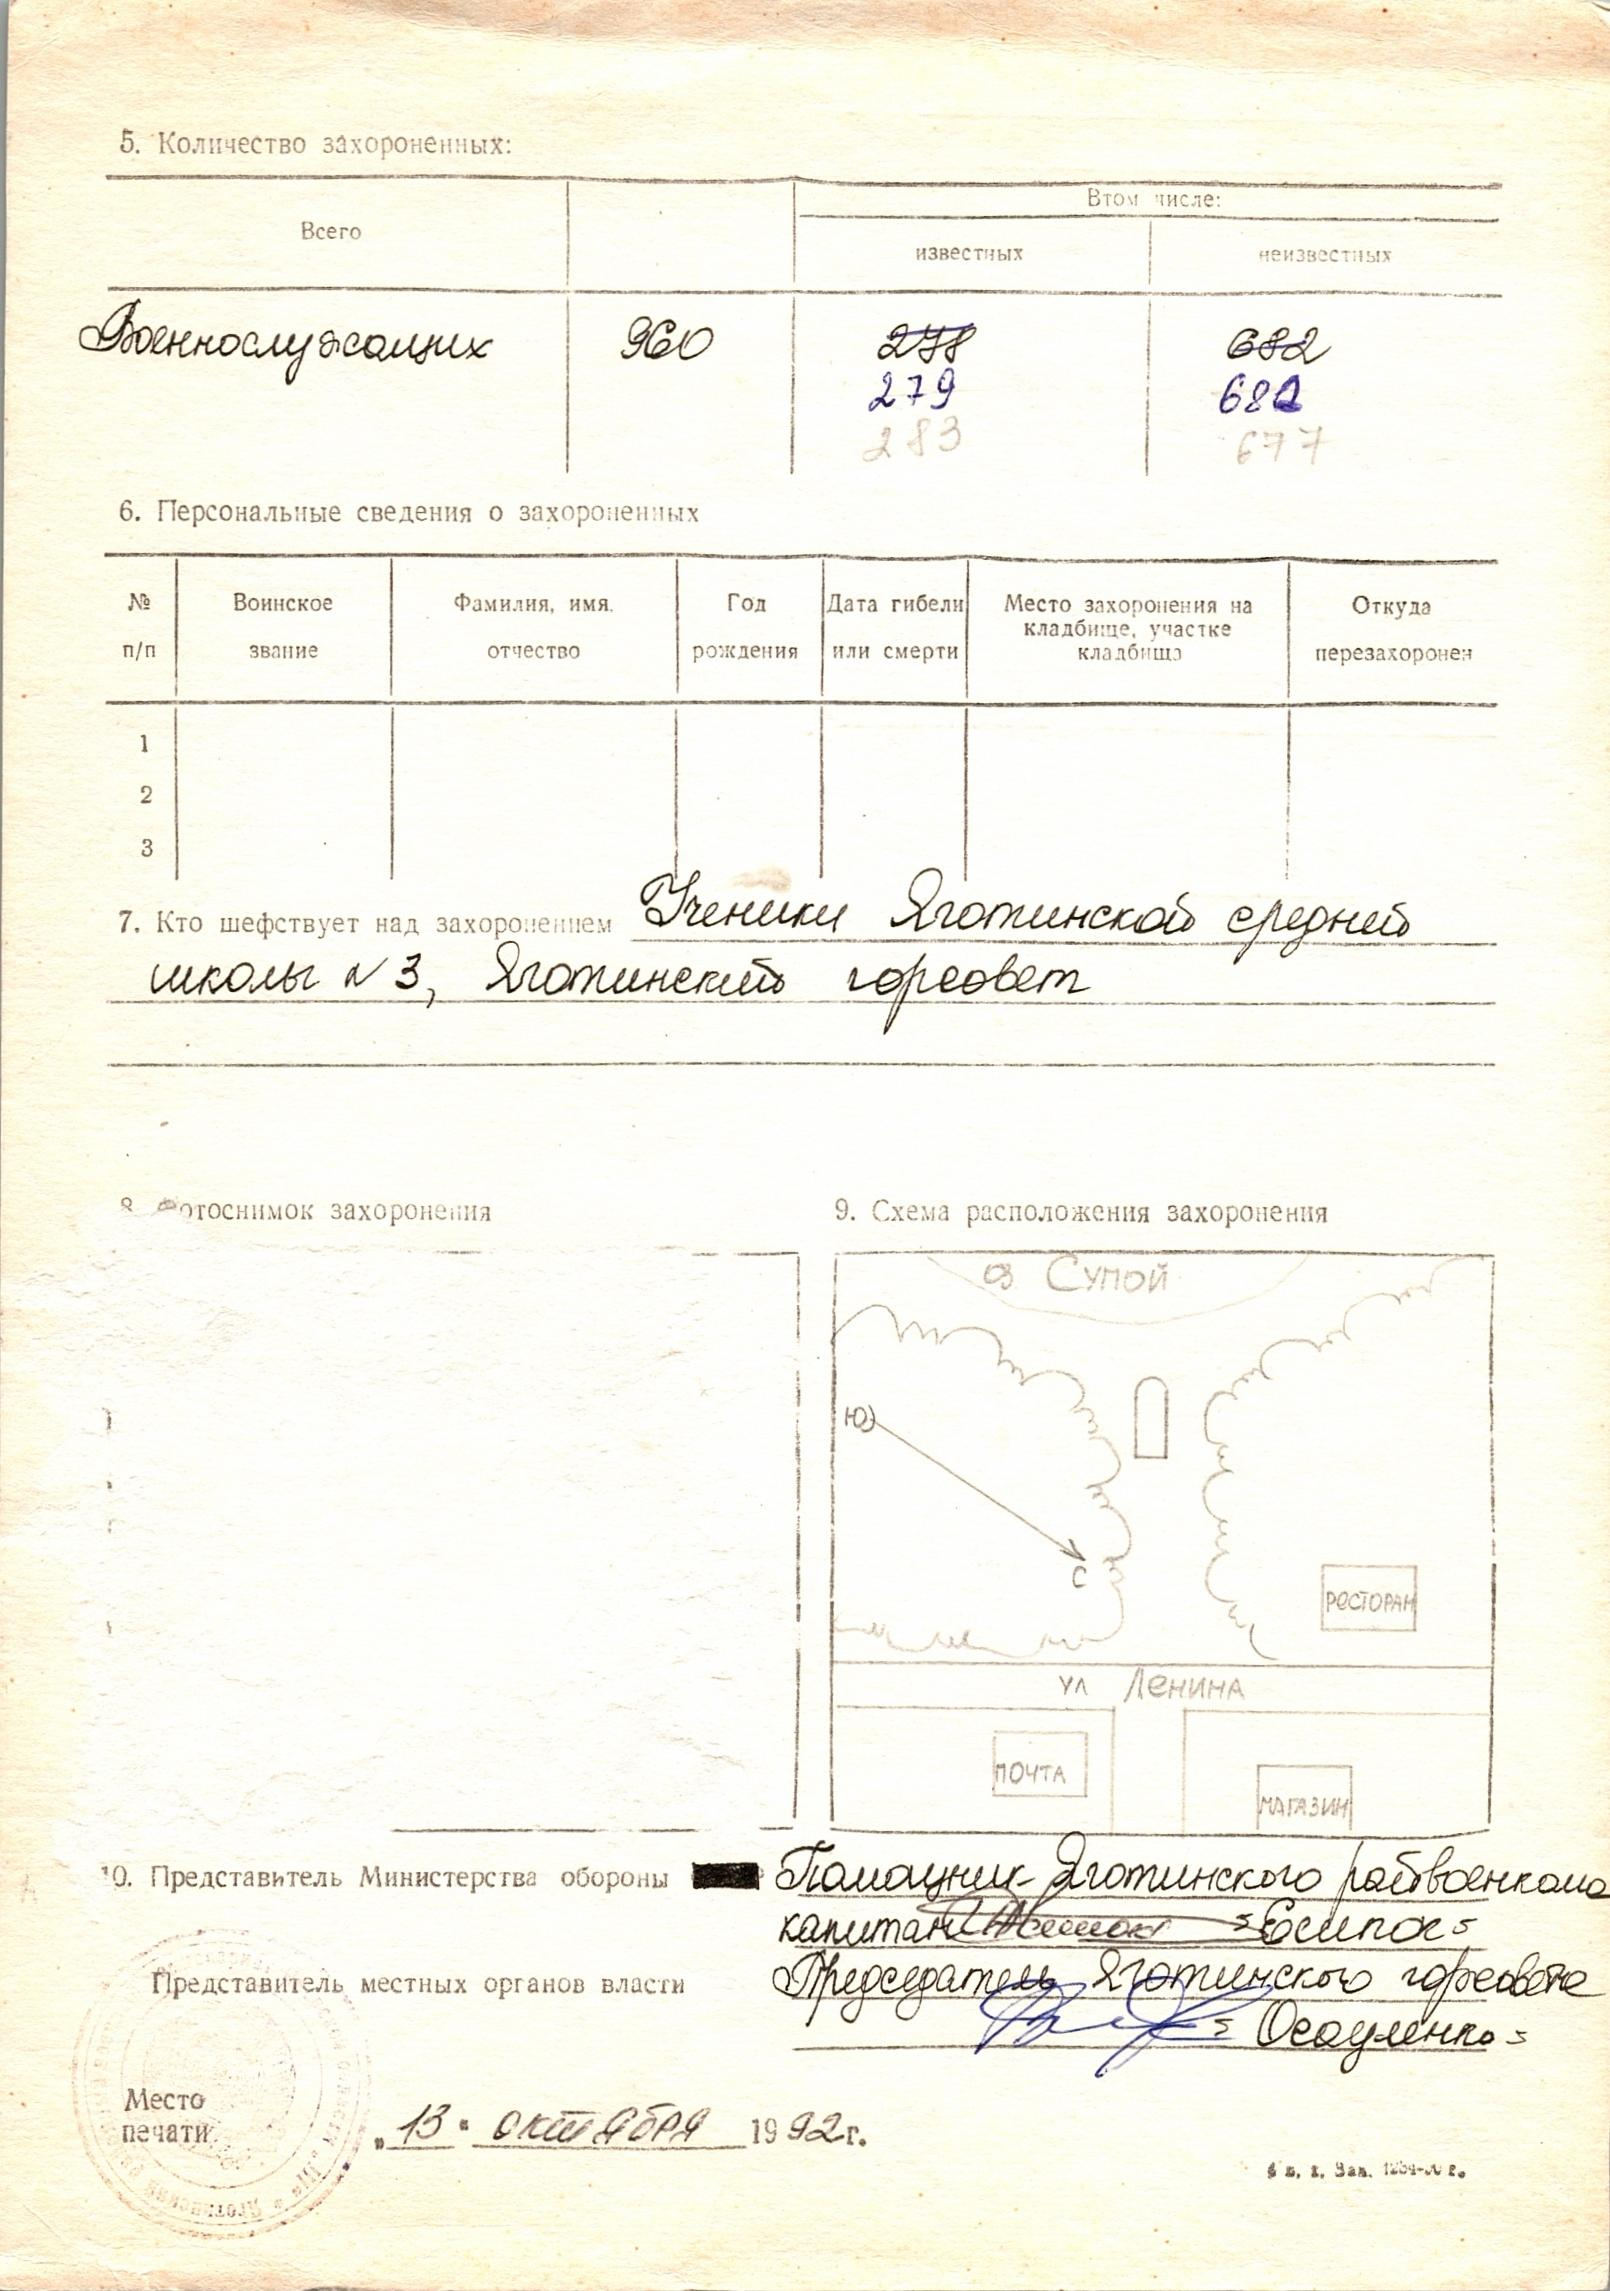 5. Количество захороненных:
Всего
Втом числе:
известных
неизвестных
Военнослужащих 960 278 682
279 681
283 677
6. Персональные сведения о захороненных
№ п/п
Воинское звание
Фамилия, имя, отчество
Год рождения
Дата гибели или смерти
Место захоронения на кладбище, участке кладбища
Откуда перезахоронен
1
2
3
7. Кто шефствует над захоронением Ученики Яготинской средней
школы №3, Яготинский горсовет
8. Фотоснимок захоронения
9. Схема расположения захоронения
оз Супой
Ю
С
РЕСТОРАН
УЛ ЛЕНИНА
ПОЧТА
МАГАЗИН
10. Представитель Министерства обороны Помощник Яготинского райвоенкома
капитан Осипок
Представитель местных органов власти Председатель Яготинского горсовета
Осауленко
Место
печати
„13" октября 1992г.